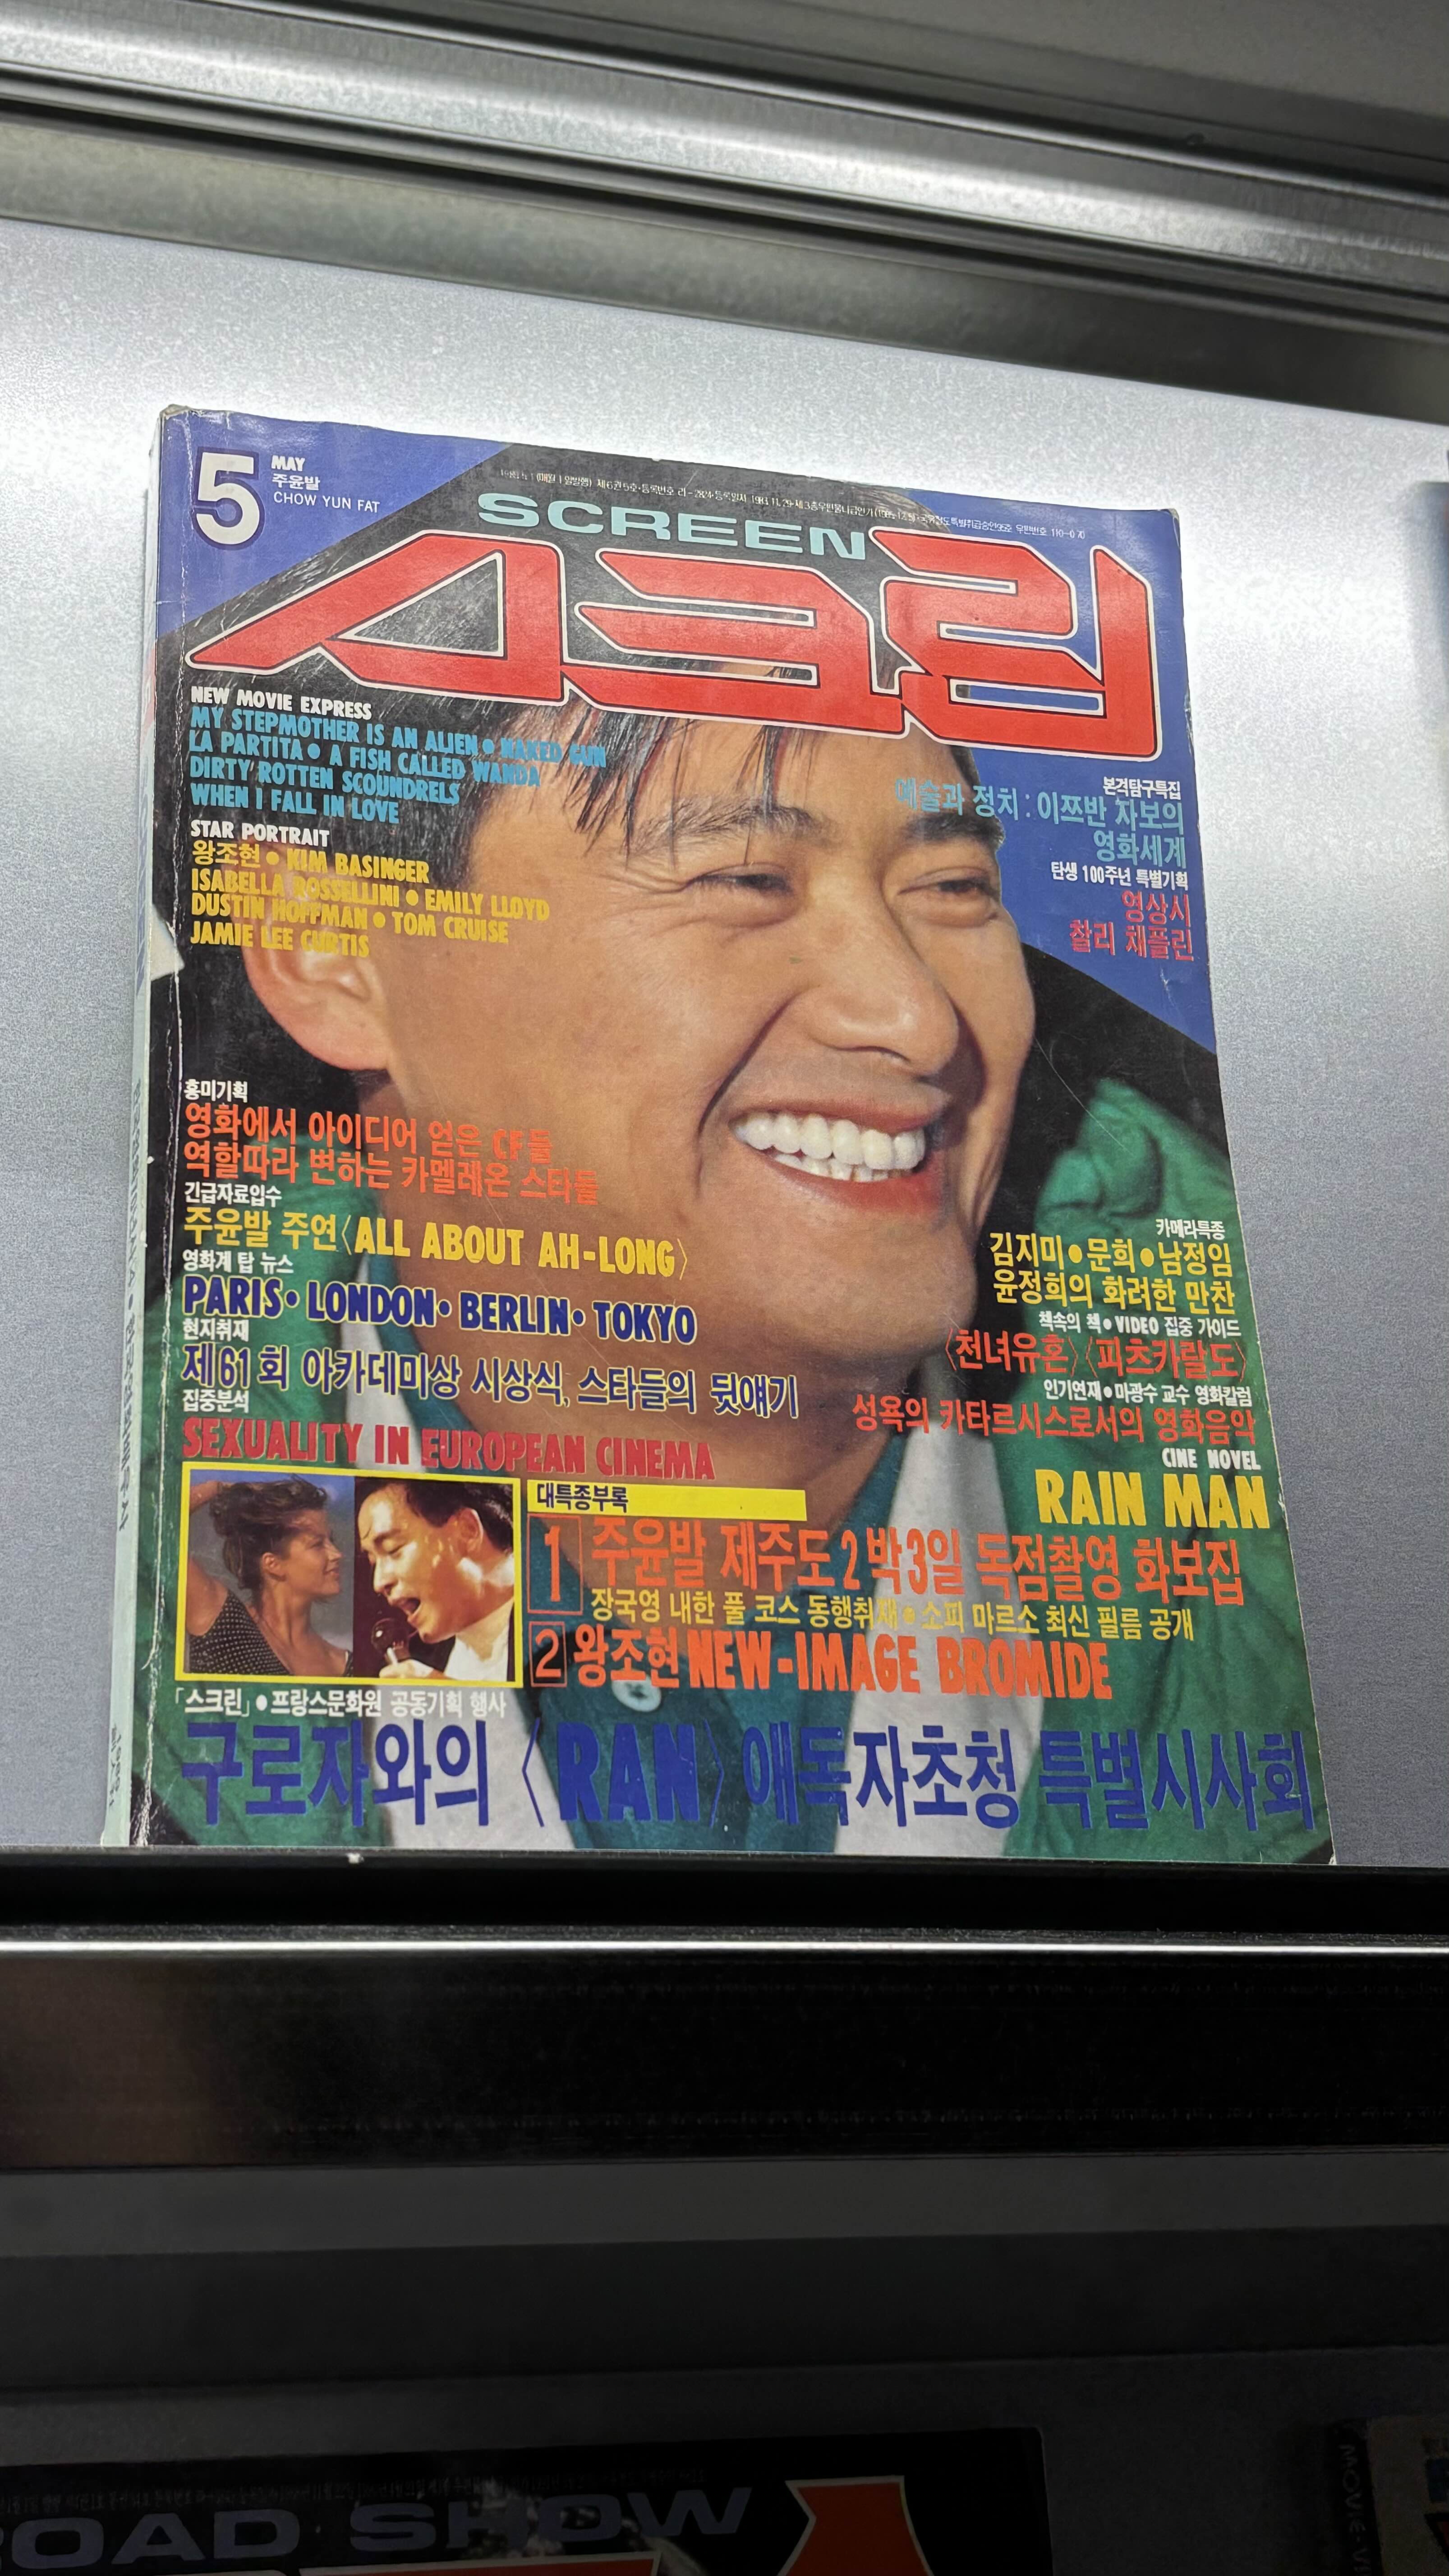 5
MAY
주윤발
CHOW YUN FAT
SCREEN
스크린
NEW MOVIE EXPRESS
MY STEPMOTHER IS AN ALIEN • NAKED GUN
LA PARTITA • A FISH CALLED WANDA
DIRTY ROTTEN SCOUNDRELS
WHEN I FALL IN LOVE
STAR PORTRAIT
왕조현 • KIM BASINGER
ISABELLA ROSSELLINI • EMILY LLOYD
DUSTIN HOFFMAN • TOM CRUISE
JAMIE LEE CURTIS
본격탐구특집
예술과 정치 : 이쯔반 자보의
영화세계
탄생 100주년 특별기획
영상시
찰리 채플린
흥미기획
영화에서 아이디어 얻은 CF들
역할따라 변하는 카멜레온 스타들
긴급자료입수
주윤발 주연〈ALL ABOUT AH-LONG〉
영화계 탑 뉴스
PARIS • LONDON • BERLIN • TOKYO
현지취재
제61회 아카데미상 시상식, 스타들의 뒷얘기
집중분석
SEXUALITY IN EUROPEAN CINEMA
카메라특종
김지미 • 문희 • 남정임
윤정희의 화려한 만찬
책속의 책 • VIDEO 집중 가이드
〈천녀유혼〉〈피츠카랄도〉
인기연재 • 마광수 교수 영화칼럼
성욕의 카타르시스로서의 영화음악
CINE NOVEL
RAIN MAN
대특종부록
1 주윤발 제주도 2박3일 독점촬영 화보집
장국영 내한 풀 코스 동행취재 • 소피 마르소 최신 필름 공개
2 왕조현 NEW-IMAGE BROMIDE
「스크린」 • 프랑스문화원 공동기획 행사
구로자와의 〈RAN〉 애독자초청 특별시사회
OAD SHOW